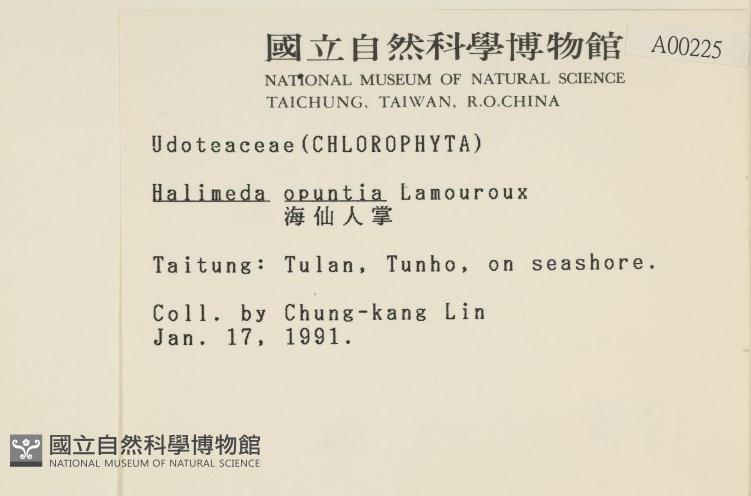 國立自然科學博物館
A00225
NATIONAL MUSEUM OF NATURAL SCIENCE
TAICHUNG, TAIWAN, R.O.CHINA
Udoteaceae(CHLOROPHYTA)
Halimeda opuntia Lamouroux
海仙人掌
Taitung: Tulan, Tunho, on seashore.
Coll. by Chung-kang Lin
Jan. 17, 1991.
國立自然科學博物館
NATIONAL MUSEUM OF NATURAL SCIENCE